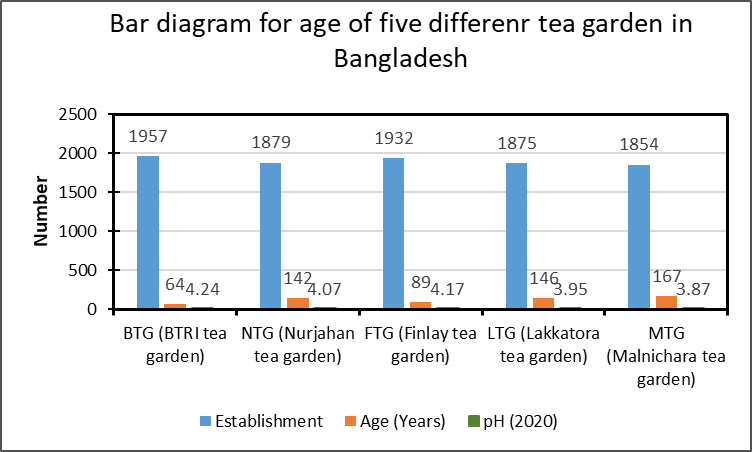 Bar diagram for age of five differenr tea garden in
Bangladesh
Number
2500
2000
1500
1000
500
0
1957
64
4.24
1879
142
4.07
1932
89
4.17
1875
146
3.95
1854
167
3.87
BTG (BTRI tea
garden)
NTG (Nurjahan
tea garden)
FTG (Finlay tea
garden)
LTG (Lakkatora
tea garden)
MTG
(Malnichara tea
garden)
Establishment
Age (Years)
pH (2020)